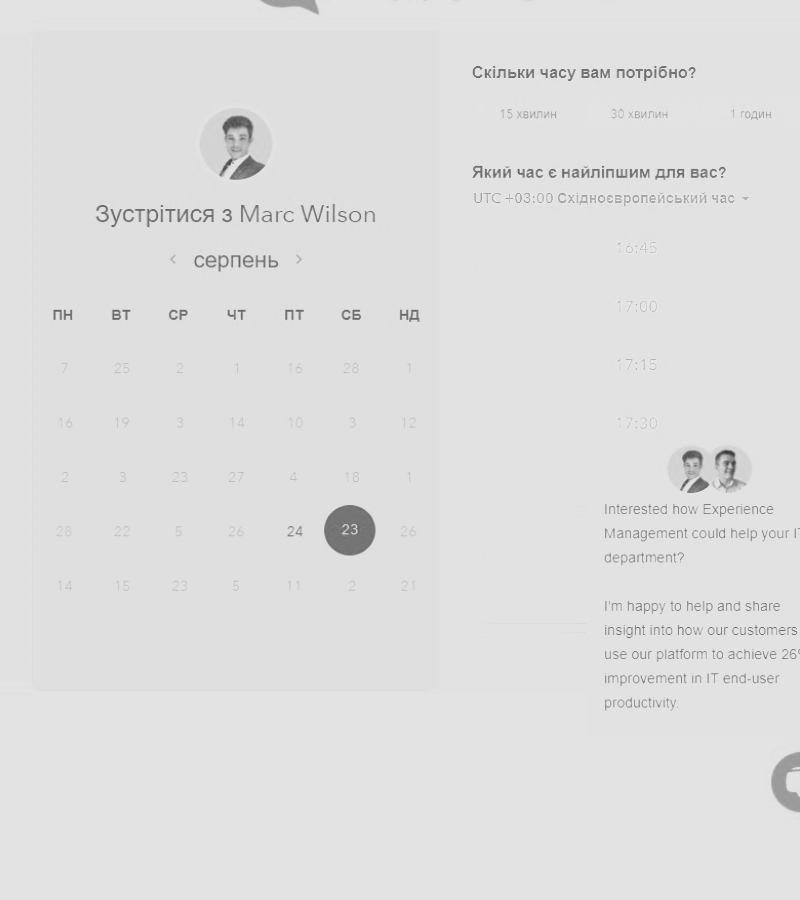 Зустрітися з Marc Wilson
серпень
ПН ВТ СР ЧТ ПТ СБ НД
7 25 2 1 16 28 1
16 19 3 14 10 3 12
2 3 23 27 4 18 1
28 22 5 26 24 23 26
14 15 23 5 11 2 21
Скільки часу вам потрібно?
15 хвилин 30 хвилин 1 годин
Який час є найліпшим для вас?
UTC +03:00 Східноєвропейський час
16:45
17:00
17:15
17:30
Interested how Experience
Management could help your IT
department?
I'm happy to help and share
insight into how our customers
use our platform to achieve 26%
improvement in IT end-user
productivity.